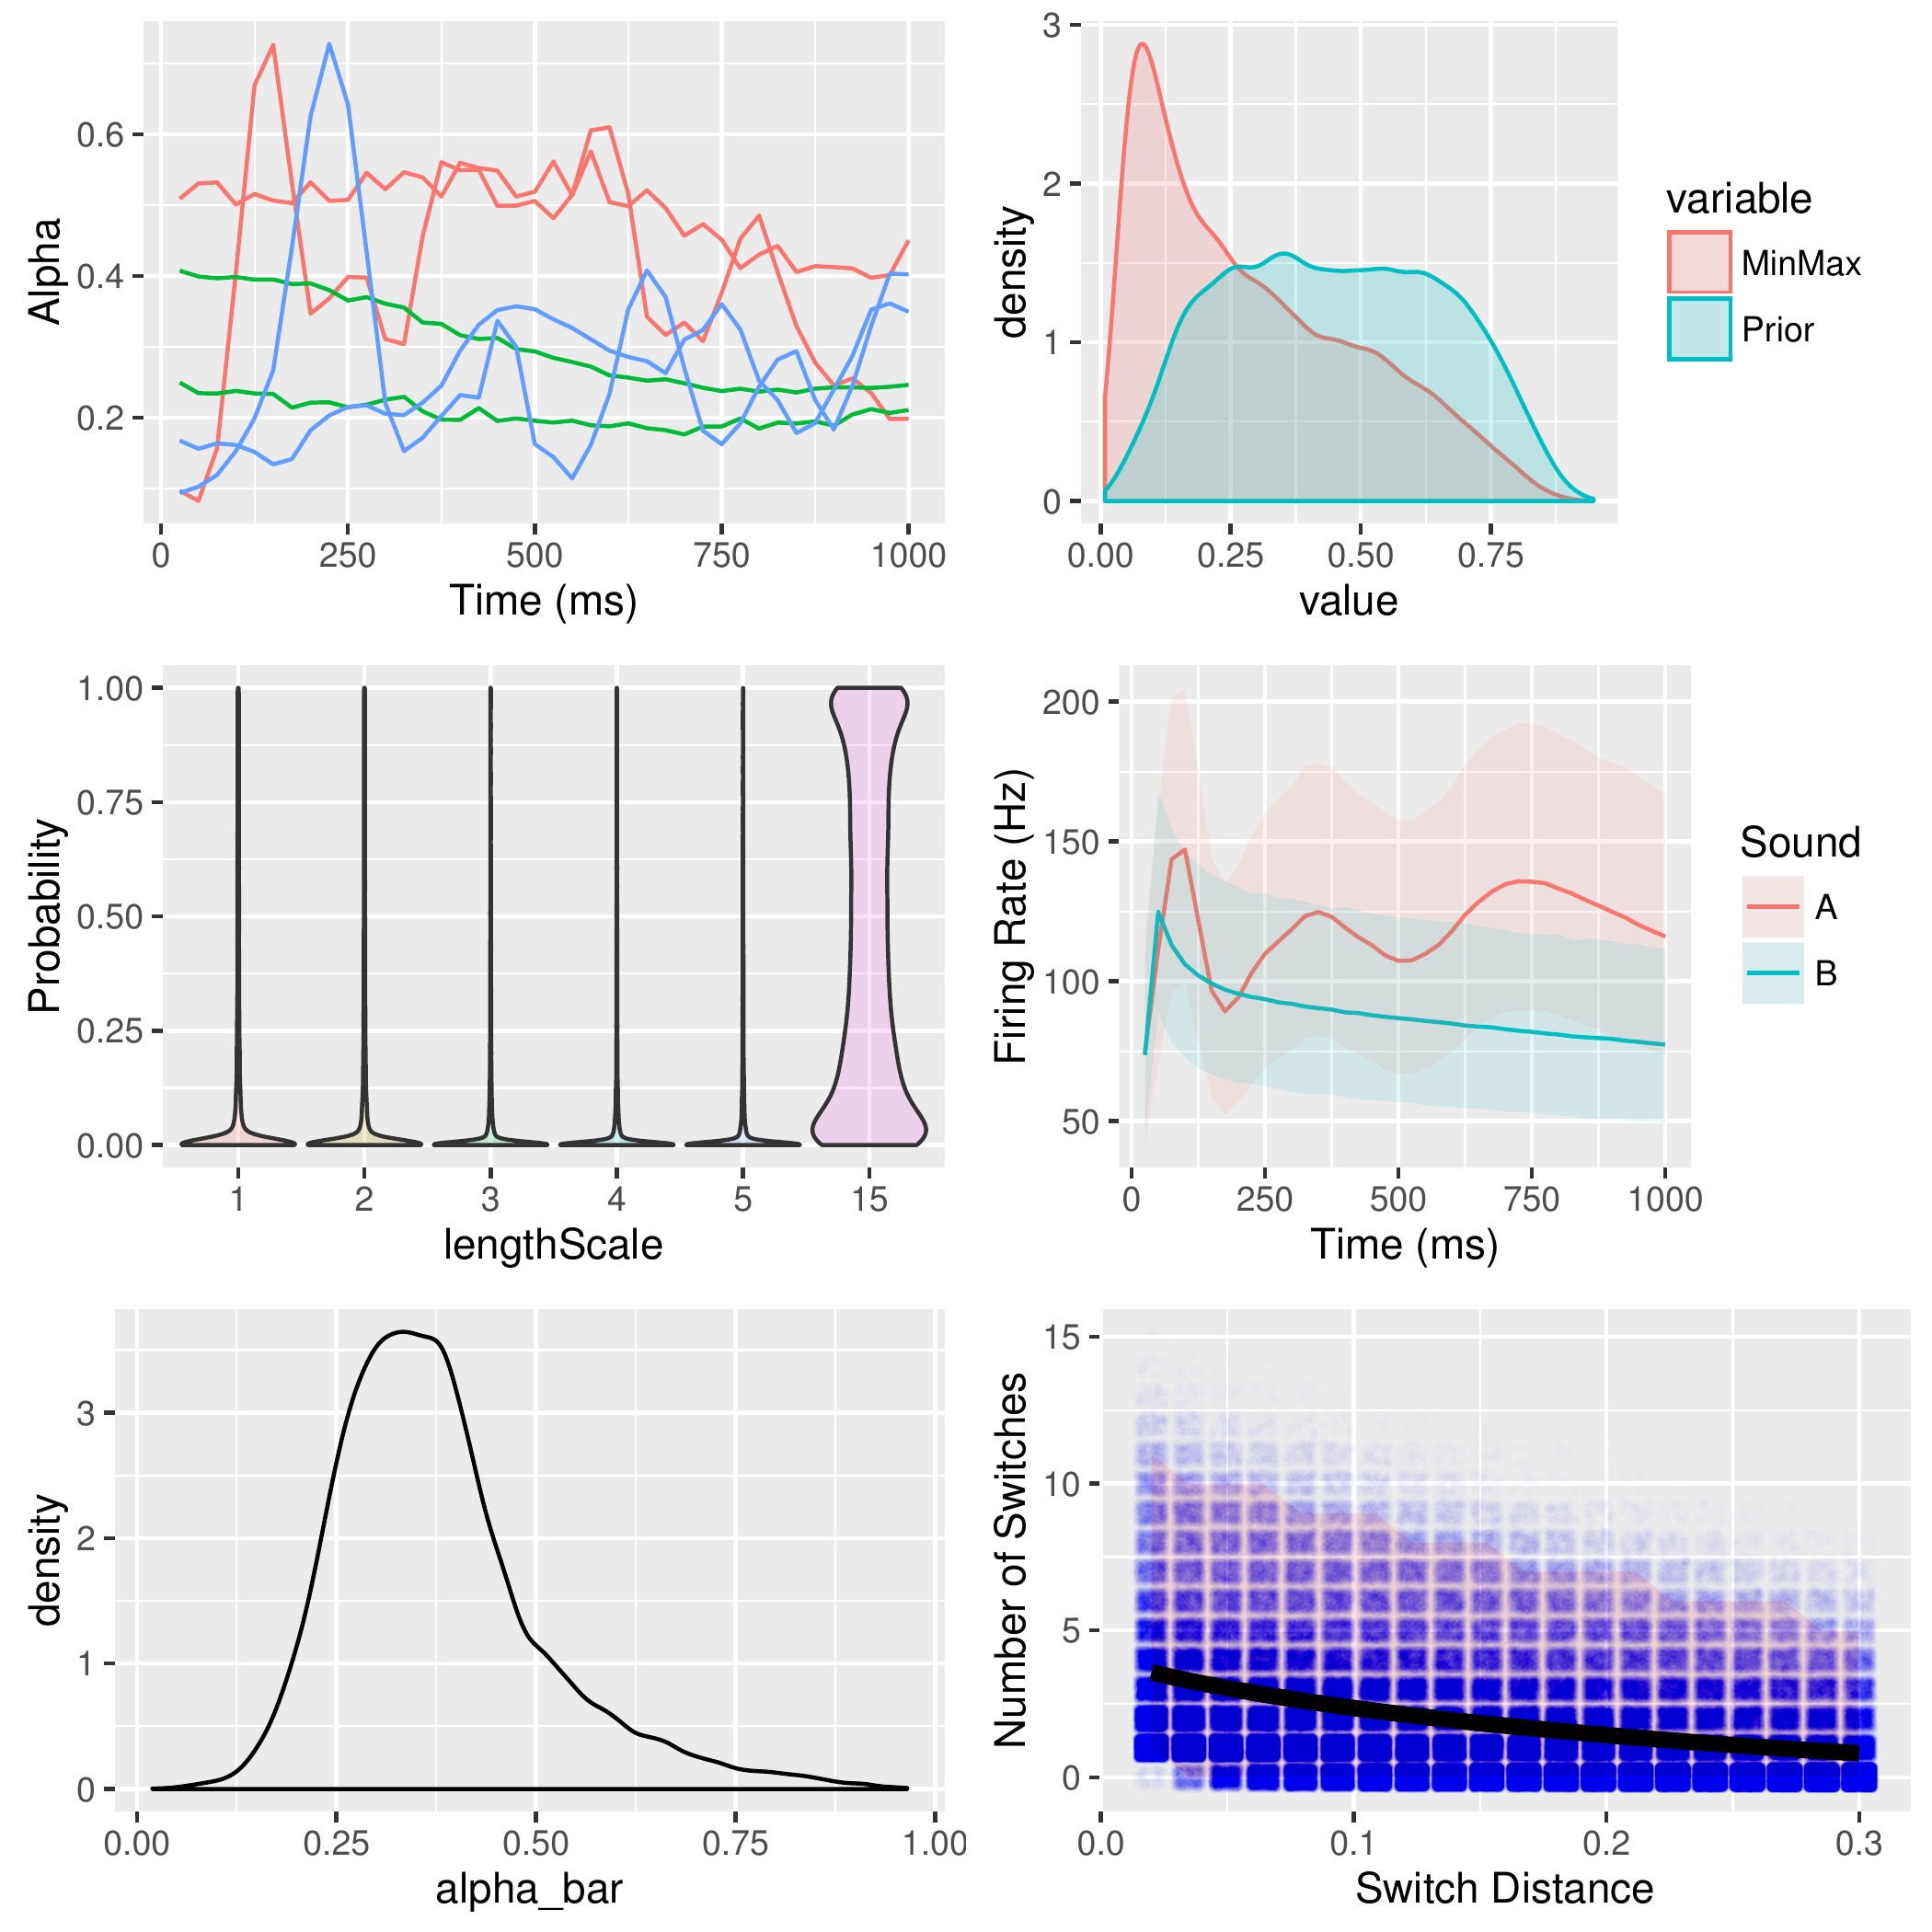 Alpha
0.6
0.4
0.2
0
250
500
750
1000
Time (ms)
density
3
2
1
0
0.00
0.25
0.50
0.75
value
variable
MinMax
Prior
Probability
1.00
0.75
0.50
0.25
0.00
1
2
3
4
5
15
lengthScale
Firing Rate (Hz)
200
150
100
50
0
250
500
750
1000
Time (ms)
Sound
A
B
density
3
2
1
0
0.00
0.25
0.50
0.75
1.00
alpha_bar
Number of Switches
15
10
5
0
0.0
0.1
0.2
0.3
Switch Distance